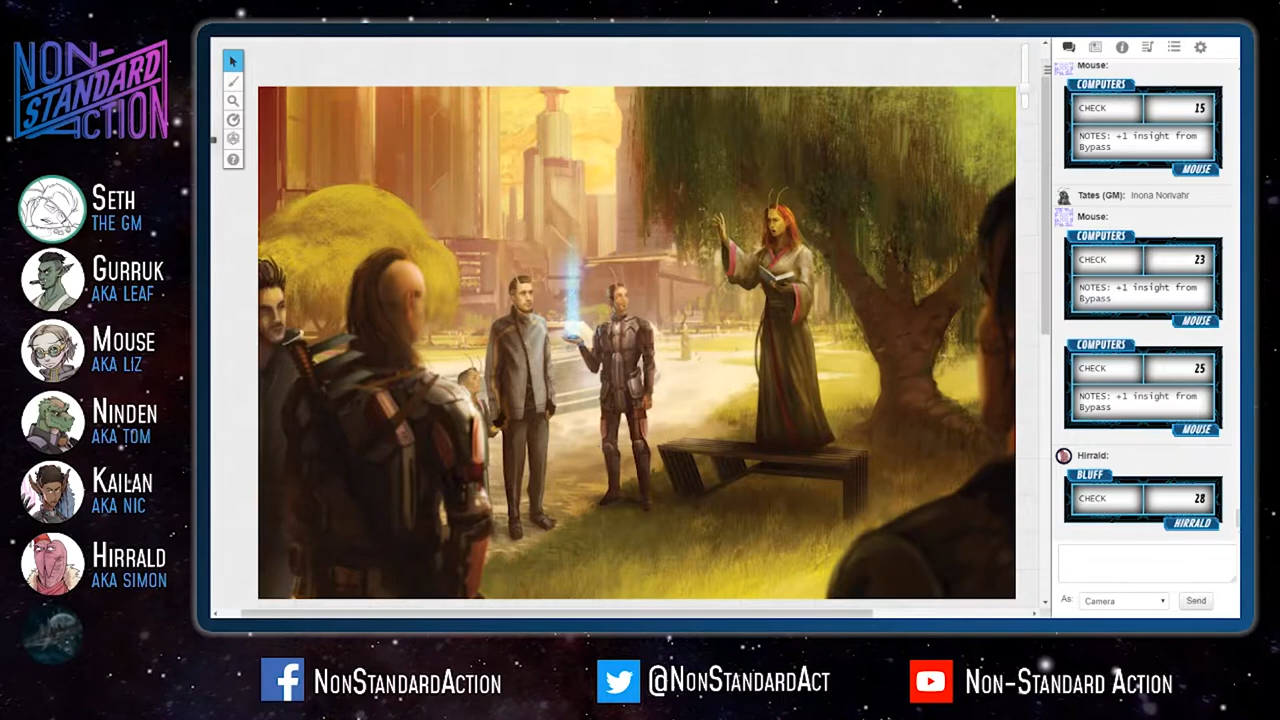 NON-
STANDARD
ACTION
SETH
THE GM
GURRUK
AKA LEAF
MOUSE
AKA LIZ
NINDEN
AKA TOM
KAILAN
AKA NIC
HIRRALD
AKA SIMON
Mouse:
COMPUTERS
CHECK 15
NOTES: +1 insight from
Bypass
MOUSE
Tates (GM): Inona Norivahr
Mouse:
COMPUTERS
CHECK 23
NOTES: +1 insight from
Bypass
MOUSE
COMPUTERS
CHECK 25
NOTES: +1 insight from
Bypass
MOUSE
Hirrald:
BLUFF
CHECK 28
HIRRALD
As: Camera Send
NONSTANDARDACTION
@NONSTANDARDACT
NON-STANDARD ACTION